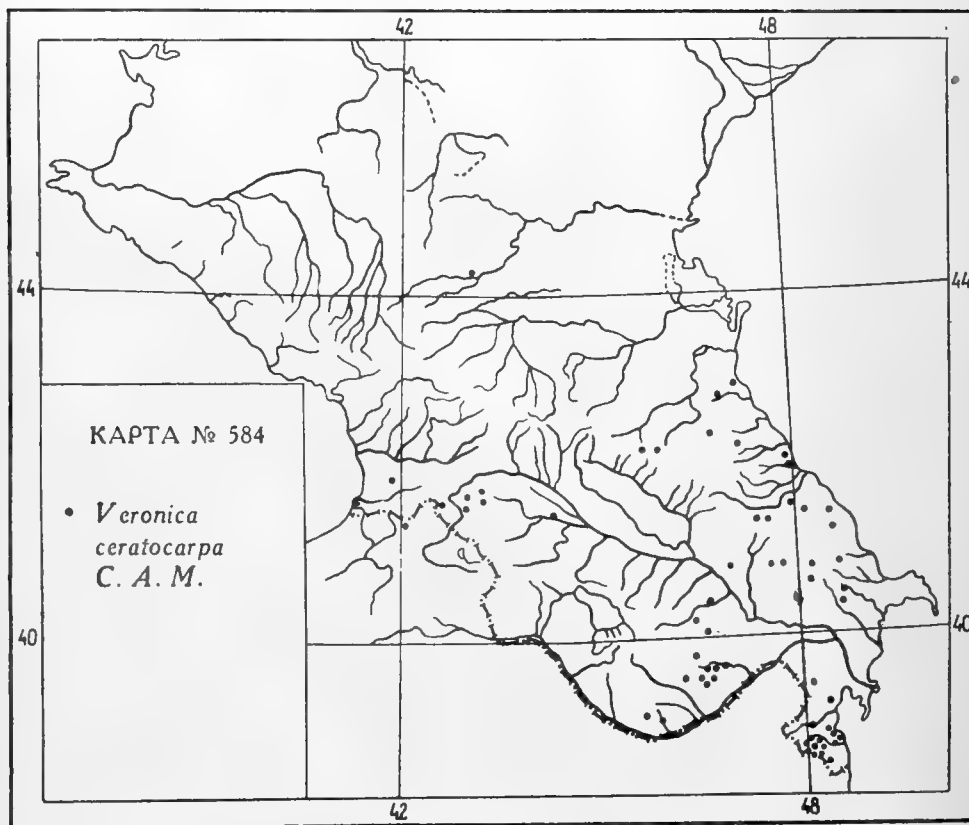 42 48
44 44
КАРТА № 584
• Veronica
ceratocarpa
C. A. M.
40 40
42 48